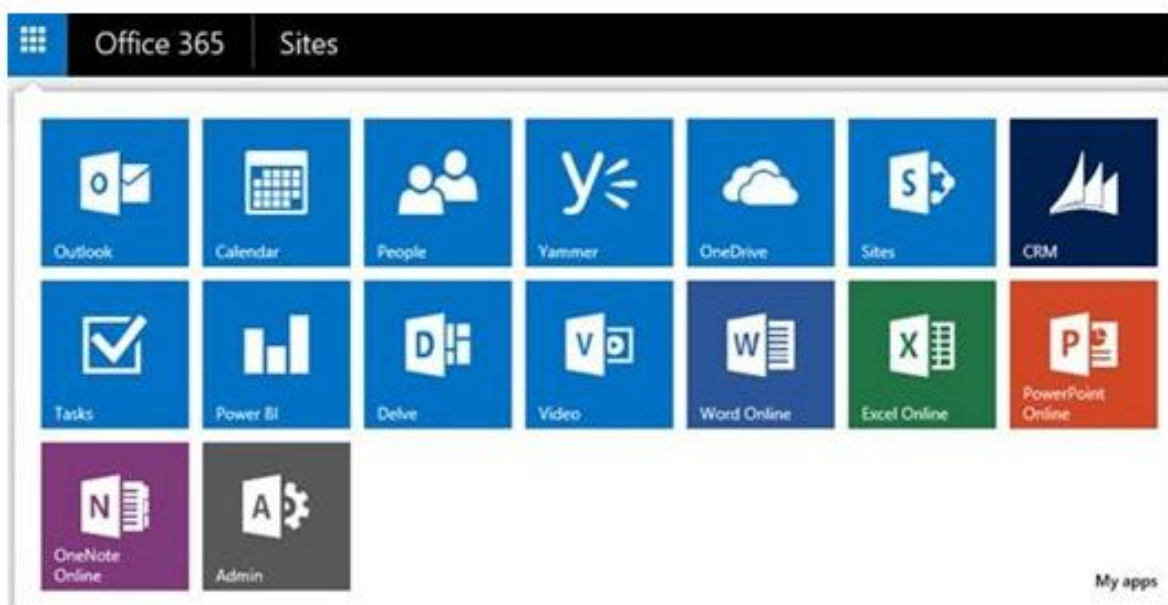 Office 365 Sites
Outlook
Calendar
People
Yammer
OneDrive
Sites
CRM
Tasks
Power BI
Delve
Video
Word Online
Excel Online
PowerPoint
Online
OneNote
Online
Admin
My apps